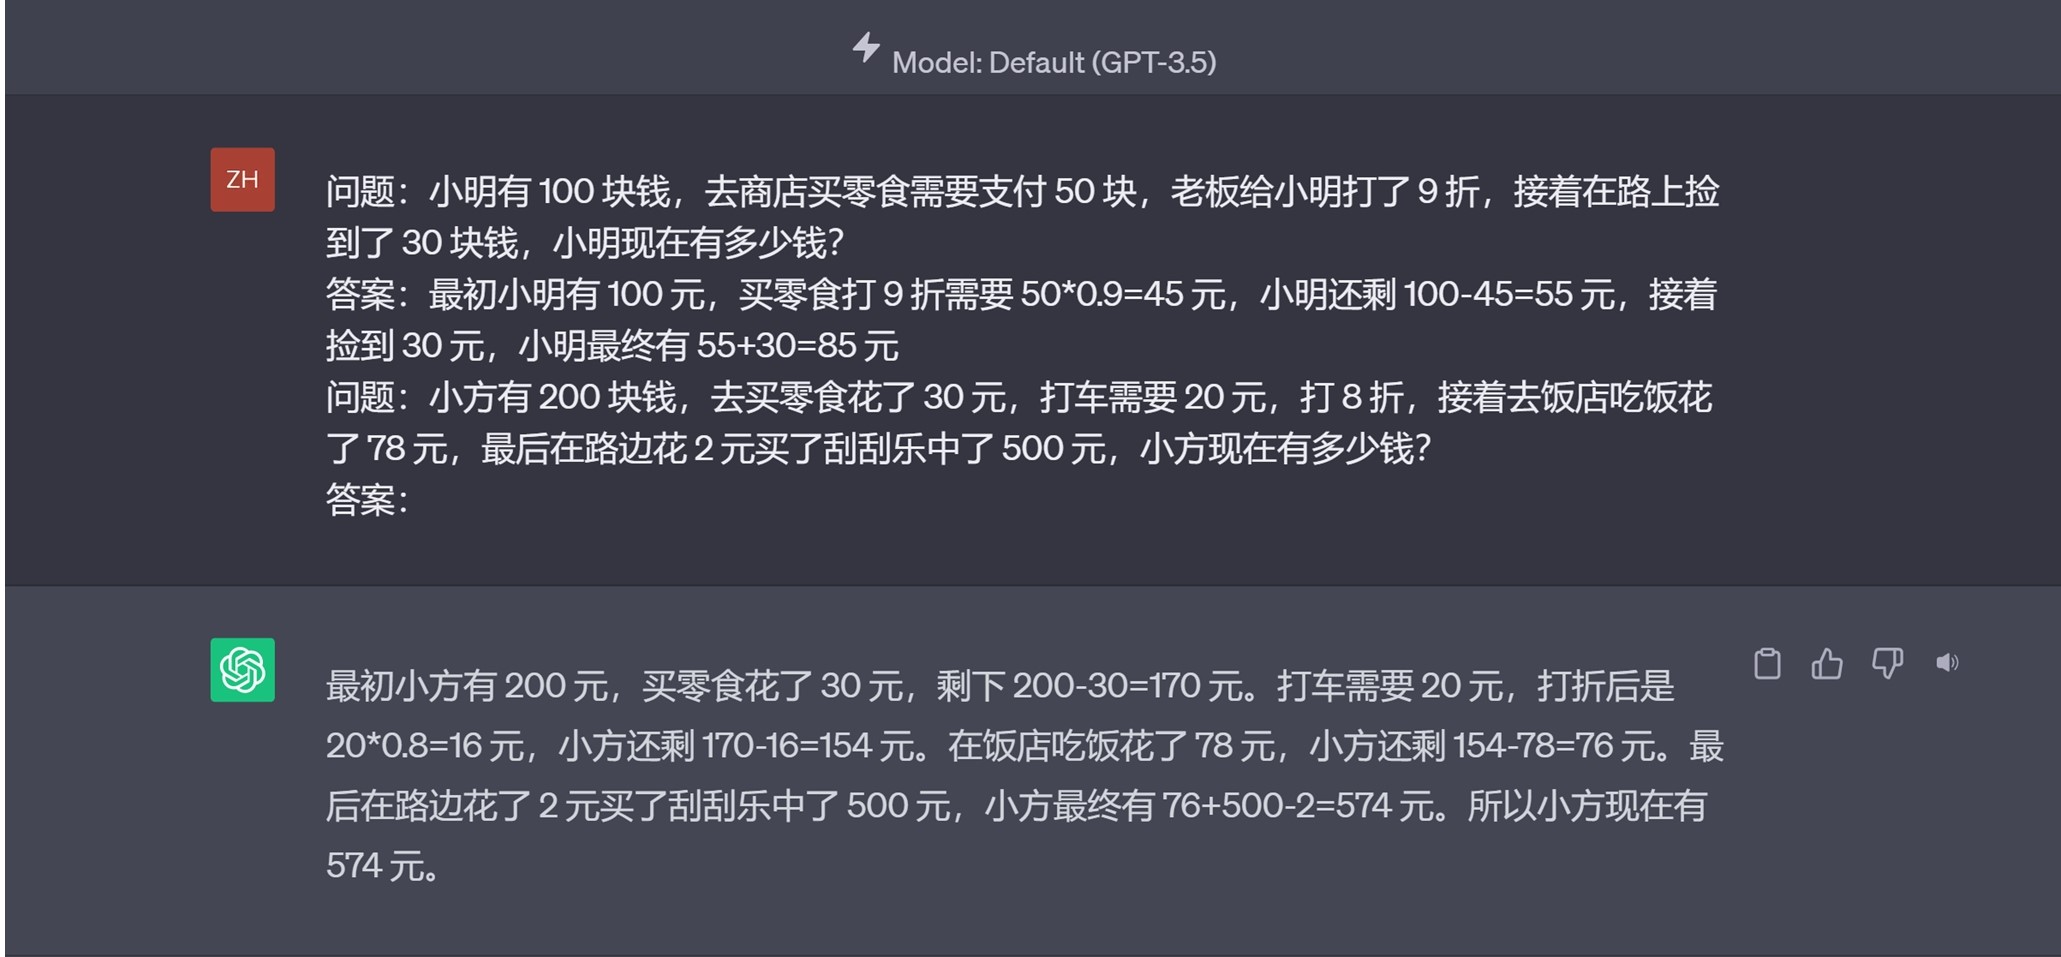 Model: Default (GPT-3.5)
ZH
问题：小明有 100 块钱，去商店买零食需要支付 50 块，老板给小明打了 9 折，接着在路上捡
到了 30 块钱，小明现在有多少钱？
答案：最初小明有 100 元，买零食打 9 折需要 50*0.9=45 元，小明还剩 100-45=55 元，接着
捡到 30 元，小明最终有 55+30=85 元
问题：小方有 200 块钱，去买零食花了 30 元，打车需要 20 元，打 8 折，接着去饭店吃饭花
了 78 元，最后在路边花 2 元买了刮刮乐中了 500 元，小方现在有多少钱？
答案：
最初小方有 200 元，买零食花了 30 元，剩下 200-30=170 元。打车需要 20 元，打折后是
20*0.8=16 元，小方还剩 170-16=154 元。在饭店吃饭花了 78 元，小方还剩 154-78=76 元。最
后在路边花了 2 元买了刮刮乐中了 500 元，小方最终有 76+500-2=574 元。所以小方现在有
574 元。